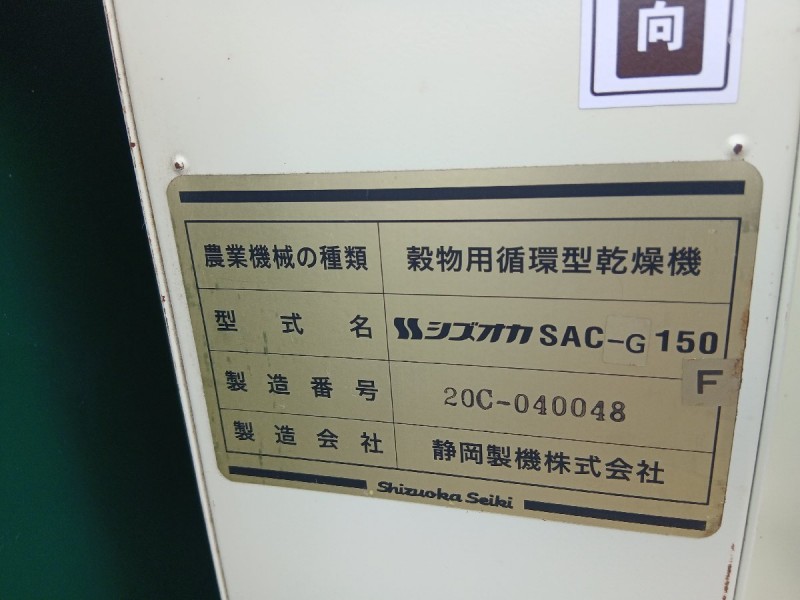 向
農業機械の種類 穀物用循環型乾燥機
型式名 シズオカ SAC-G 150
F
製造番号 20C-040048
製造会社 静岡製機株式会社
Shizuoka Seiki